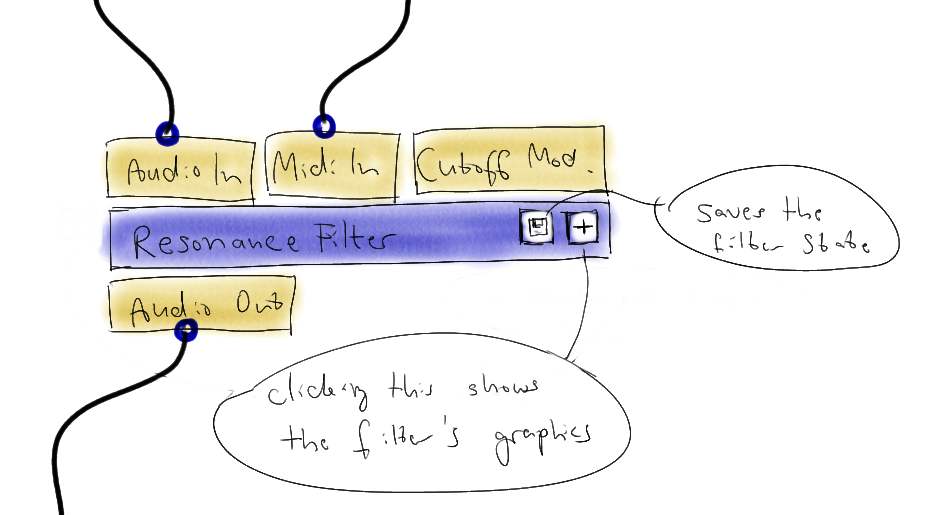 Audio In
Midi In
Cutoff Mod.
Resonance Filter
+
saves the
filter state
Audio Out
clicking this shows
the filter's graphics